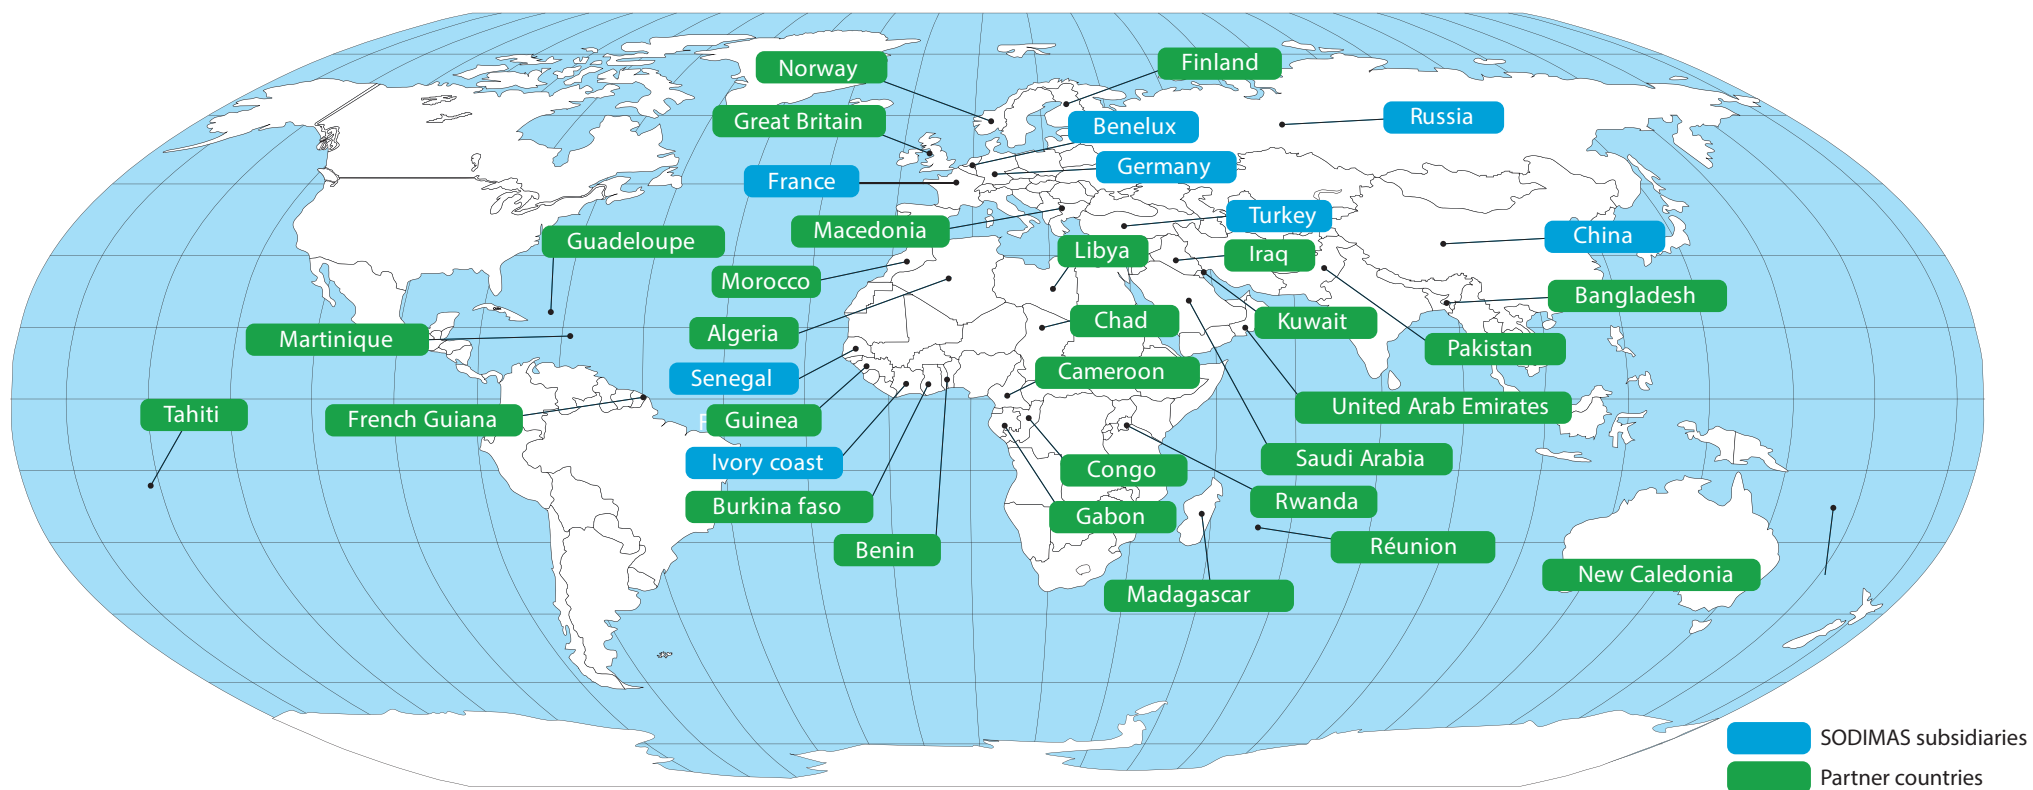 Finland
Norway
Russia
Great Britain
Benelux
Germany
France
Turkey
Macedonia
China
Guadeloupe
Libya
Iraq
Morocco
Bangladesh
Chad
Kuwait
Algeria
Martinique
Pakistan
Cameroon
Senegal
United Arab Emirates
Tahiti
French Guiana
F
Guinea
Saudi Arabia
Ivory coast
Congo
Rwanda
Burkina faso
Gabon
Réunion
Benin
New Caledonia
Madagascar
SODIMAS subsidiaries
Partner countries